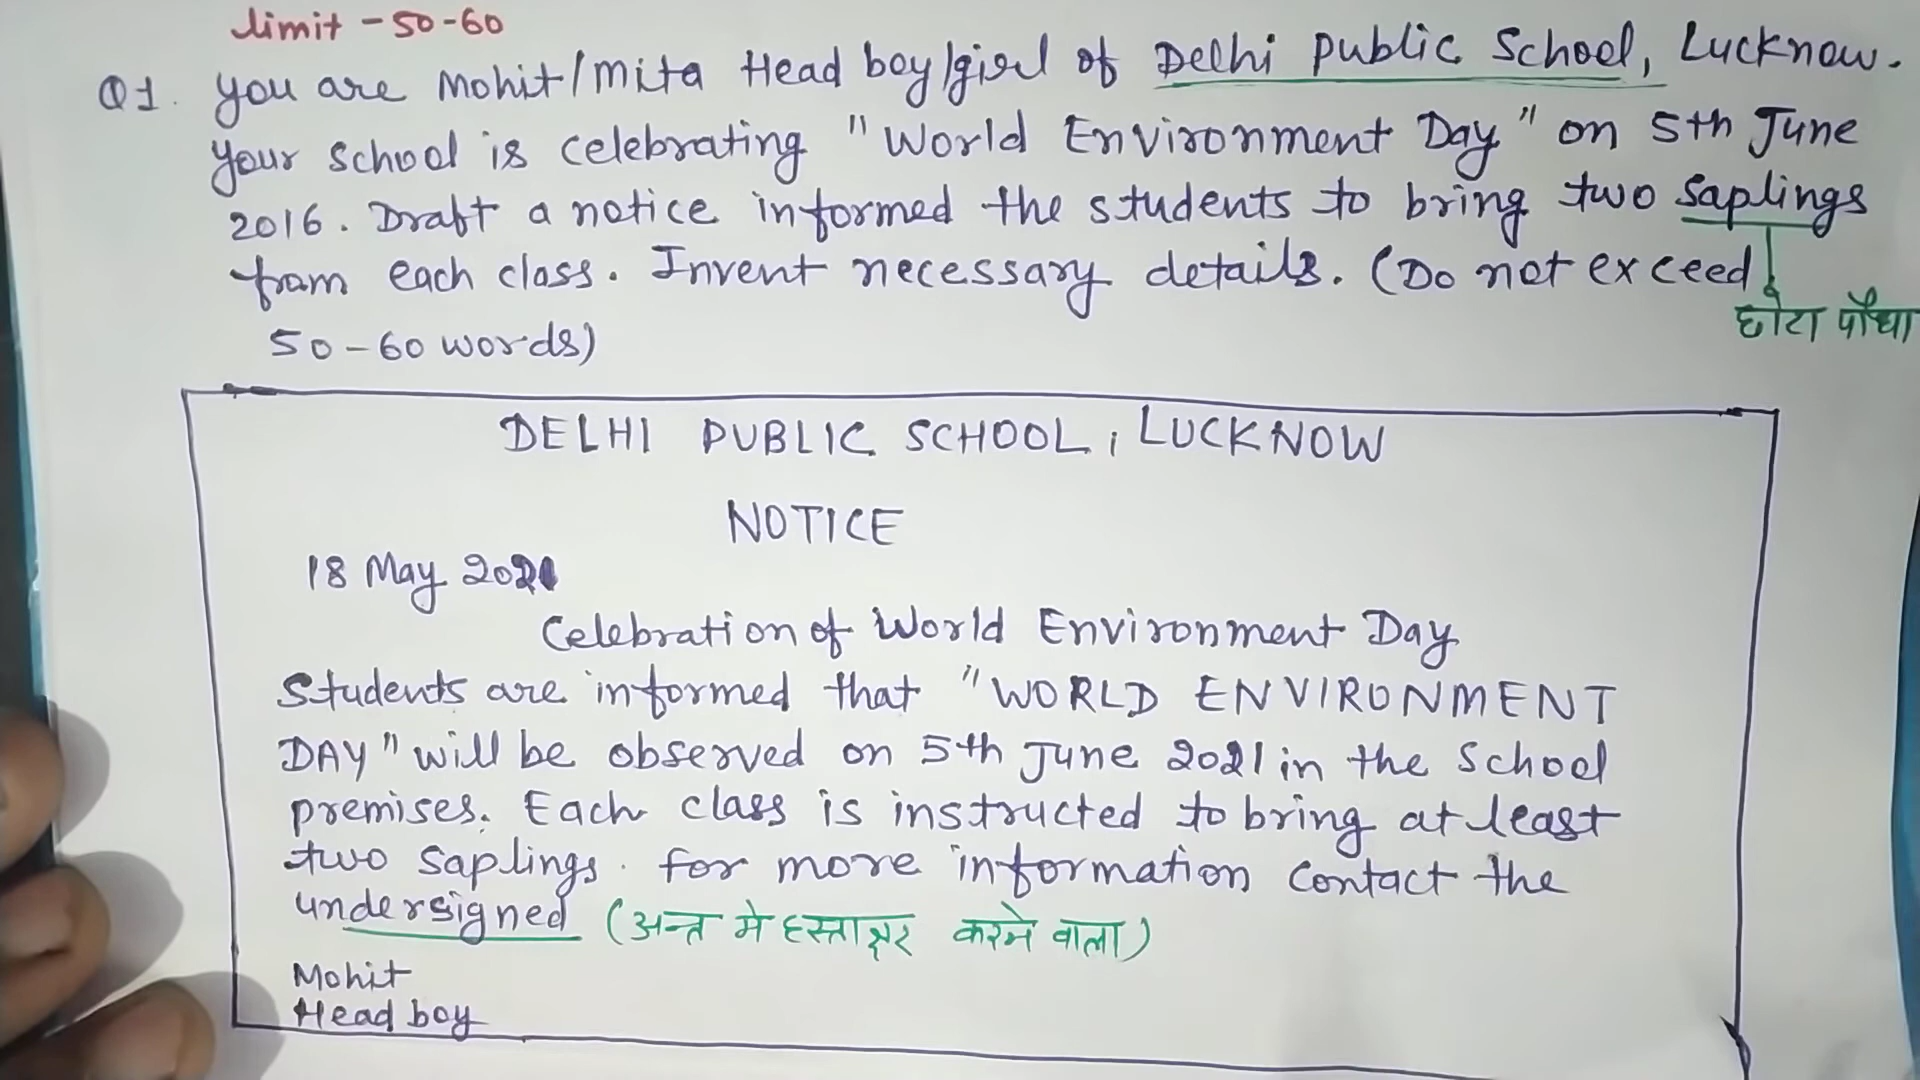 limit - 50-60
Q1. you are Mohit/Mita Head boy/girl of Delhi Public School, Lucknow.
your school is celebrating "World Environment Day" on 5th June
2016. Draft a notice informed the students to bring two saplings
from each class. Invent necessary details. (Do not exceed
छोटा पौधा
50-60 words)
DELHI PUBLIC SCHOOL, LUCKNOW
NOTICE
18 May 2021
Celebration of World Environment Day
Students are informed that "WORLD ENVIRONMENT
DAY" will be observed on 5th June 2021 in the School
premises. Each class is instructed to bring at least
two saplings. for more information contact the
undersigned (अन्त मे हस्ताक्षर करने वाला)
Mohit
Head boy